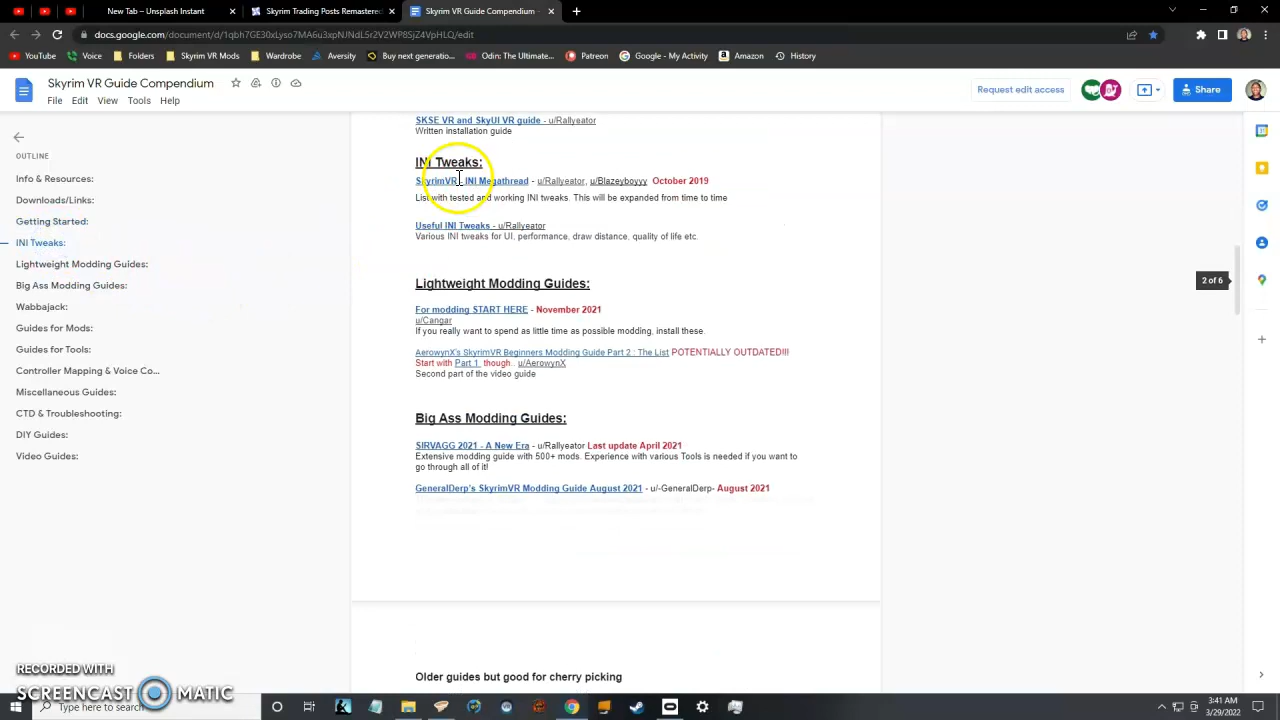 New Tab – Unsplash Instant
Skyrim Trading Posts Remastered
Skyrim VR Guide Compendium
docs.google.com/document/d/1hGE30xLyso7MA6u3xpNJNdL5r2V2WP8SjZ4VpHLQ/edit
YouTube
Voice
Folders
Skyrim VR Mods
Wardrobe
Aversity
Buy next generatio...
Odin: The Ultimate...
Patreon
Google - My Activity
Amazon
History
Skyrim VR Guide Compendium
File Edit View Tools Help
Request edit access
Share
OUTLINE
Info & Resources:
Downloads/Links:
Getting Started:
INI Tweaks:
Lightweight Modding Guides:
Big Ass Modding Guides:
Wabbajack:
Guides for Mods:
Guides for Tools:
Controller Mapping & Voice Co...
Miscellaneous Guides:
CTD & Troubleshooting:
DIY Guides:
Video Guides:
SKSE VR and SkyUI VR guide - u/Rallyeator
Written installation guide
INI Tweaks:
SkyrimVR - INI Megathread - u/Rallyeator, u/Blazeyboyyy October 2019
List with tested and working INI tweaks. This will be expanded from time to time
Useful INI Tweaks - u/Rallyeator
Various INI tweaks for UI, performance, draw distance, quality of life etc.
Lightweight Modding Guides:
For modding START HERE - November 2021
u/Cangar
If you really want to spend as little time as possible modding, install these.
AerowynX's SkyrimVR Beginners Modding Guide Part 2 : The List POTENTIALLY OUTDATED!!!
Start with Part 1 though.. u/AerowynX
Second part of the video guide
Big Ass Modding Guides:
SIRVAGG 2021 - A New Era - u/Rallyeator Last update April 2021
Extensive modding guide with 500+ mods. Experience with various Tools is needed if you want to
go through all of it!
GeneralDerp's SkyrimVR Modding Guide August 2021 - u/-GeneralDerp- August 2021
Older guides but good for cherry picking
2 of 6
RECORDED WITH
SCREENCAST MATIC
Type here to search
3:41 AM
3/29/2022